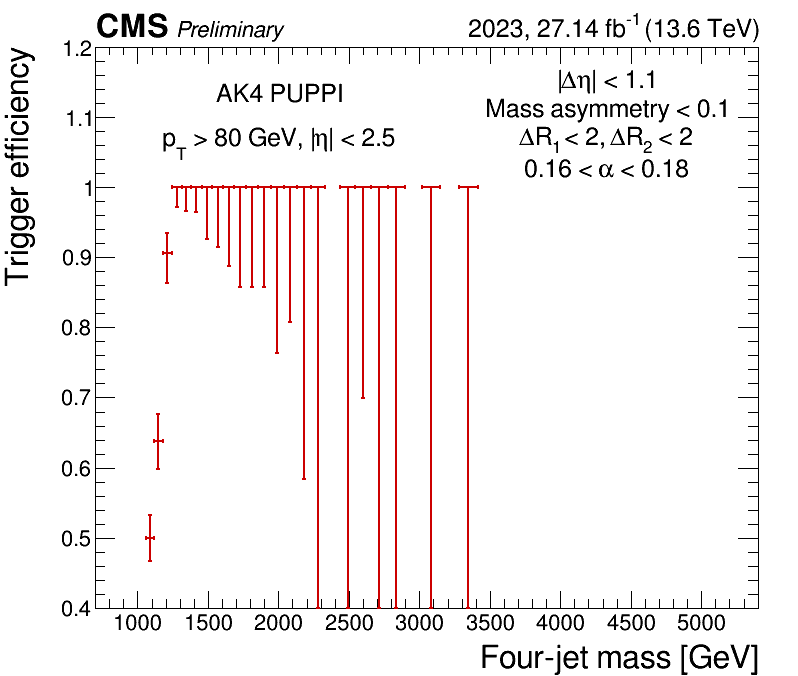 CMS Preliminary 2023, 27.14 fb⁻¹ (13.6 TeV)
Trigger efficiency
1.2
1.1
1
0.9
0.8
0.7
0.6
0.5
0.4
AK4 PUPPI
p_T > 80 GeV, |η| < 2.5
|Δη| < 1.1
Mass asymmetry < 0.1
ΔR₁ < 2, ΔR₂ < 2
0.16 < α < 0.18
1000 1500 2000 2500 3000 3500 4000 4500 5000
Four-jet mass [GeV]